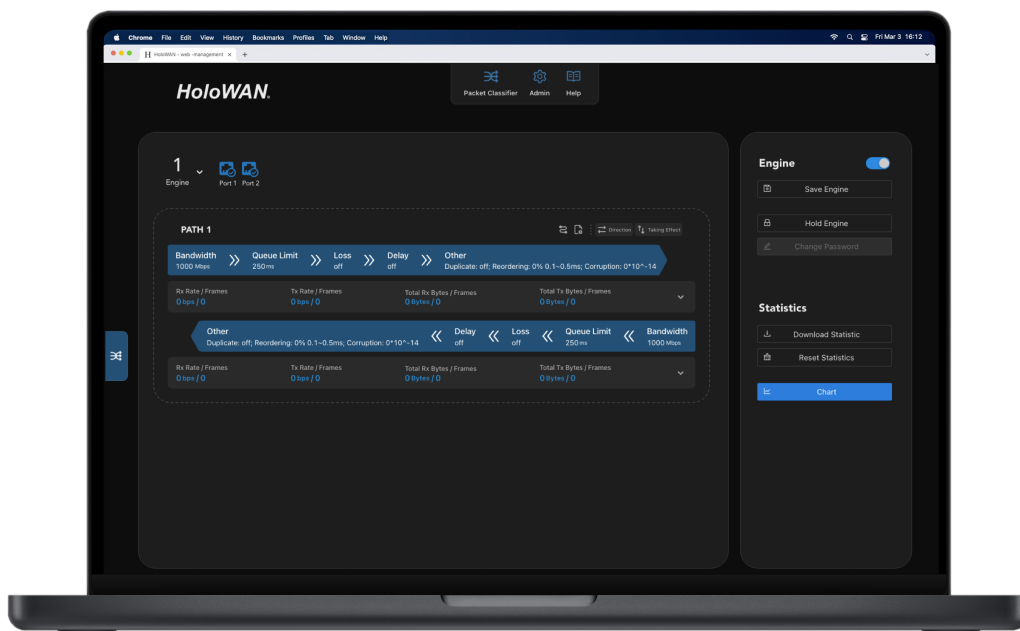 Chrome File Edit View History Bookmarks Profiles Tab Window Help Fri Mar 3 16:12
HoloWAN - web -management × +
HoloWAN.
Packet Classifier Admin Help
1
Engine
Port 1 Port 2
PATH 1
Direction Taking Effect
Bandwidth
1000 Mbps
Queue Limit
250 ms
Loss
off
Delay
off
Other
Duplicate: off; Reordering: 0% 0.1~0.5ms; Corruption: 0*10^-14
Rx Rate / Frames
0 bps / 0
Tx Rate / Frames
0 bps / 0
Total Rx Bytes / Frames
0 Bytes / 0
Total Tx Bytes / Frames
0 Bytes / 0
Other
Duplicate: off; Reordering: 0% 0.1~0.5ms; Corruption: 0*10^-14
Delay
off
Loss
off
Queue Limit
250 ms
Bandwidth
1000 Mbps
Rx Rate / Frames
0 bps / 0
Tx Rate / Frames
0 bps / 0
Total Rx Bytes / Frames
0 Bytes / 0
Total Tx Bytes / Frames
0 Bytes / 0
Engine
Save Engine
Hold Engine
Change Password
Statistics
Download Statistic
Reset Statistics
Chart